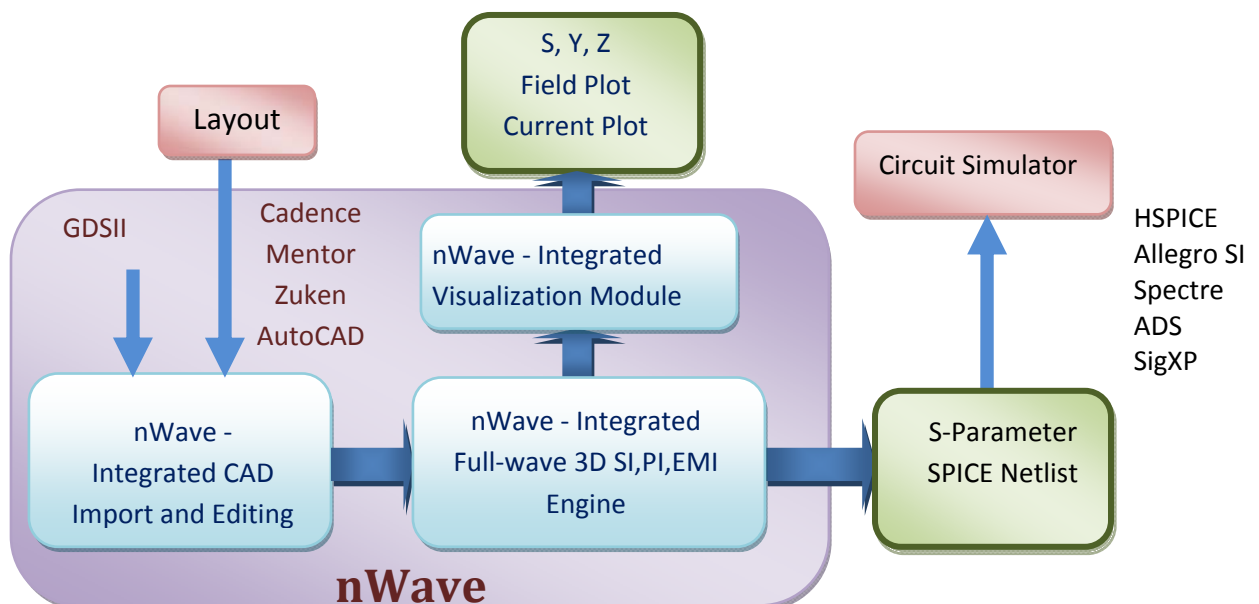 S, Y, Z
Field Plot
Current Plot
Layout
Circuit Simulator
GDSII
Cadence
Mentor
Zuken
AutoCAD
nWave - Integrated
Visualization Module
HSPICE
Allegro SI
Spectre
ADS
SigXP
nWave -
Integrated CAD
Import and Editing
nWave - Integrated
Full-wave 3D SI,PI,EMI
Engine
S-Parameter
SPICE Netlist
nWave